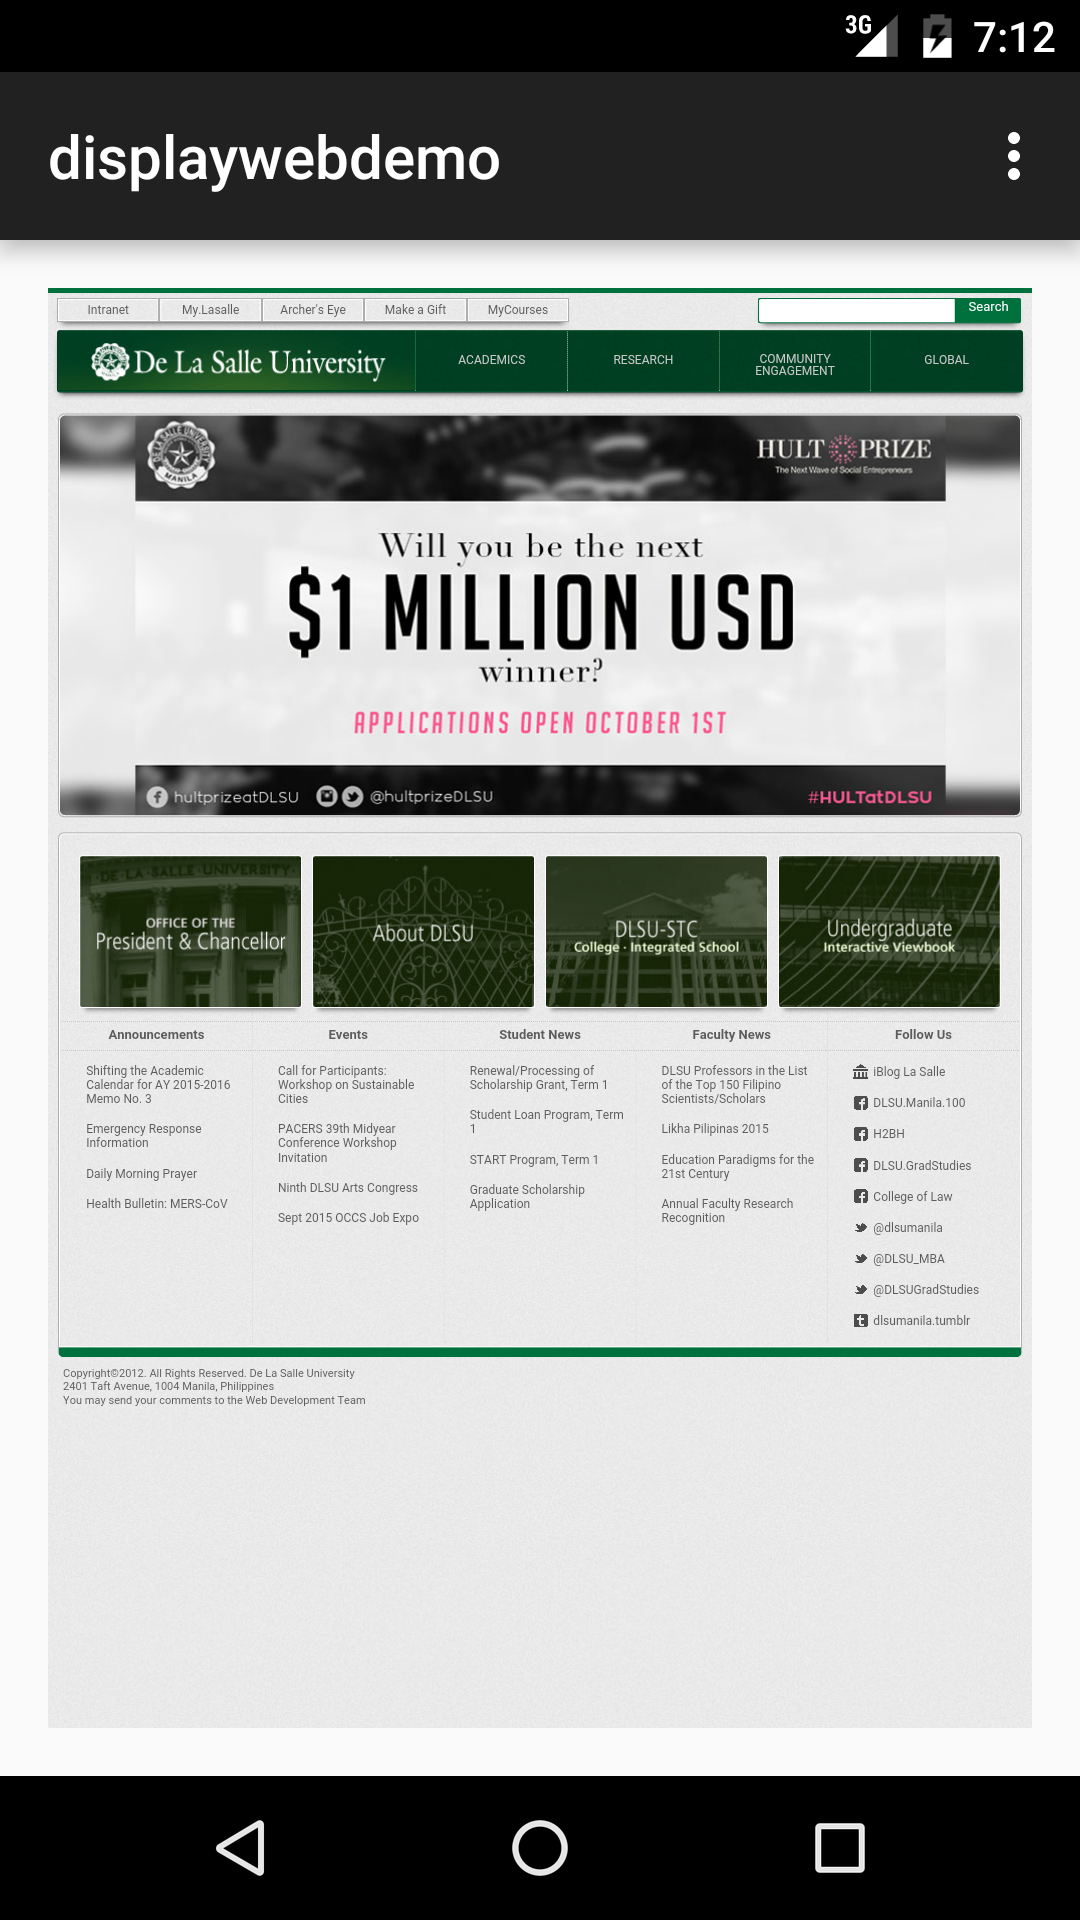 3G 7:12
displaywebdemo
Intranet My.Lasalle Archer's Eye Make a Gift MyCourses Search
De La Salle University ACADEMICS RESEARCH COMMUNITY ENGAGEMENT GLOBAL
DE LA SALLE UNIVERSITY
MANILA
HULT PRIZE
The Next Wave of Social Entrepreneurs
Will you be the next
$1 MILLION USD
winner?
APPLICATIONS OPEN OCTOBER 1ST
hultprizeatDLSU @hultprizeDLSU #HULTatDLSU
DE LA SALLE UNIVERSITY
OFFICE OF THE
President & Chancellor
About DLSU
DLSU-STC
College · Integrated School
Undergraduate
Interactive Viewbook
Announcements
Shifting the Academic
Calendar for AY 2015-2016
Memo No. 3
Emergency Response
Information
Daily Morning Prayer
Health Bulletin: MERS-CoV
Events
Call for Participants:
Workshop on Sustainable
Cities
PACERS 39th Midyear
Conference Workshop
Invitation
Ninth DLSU Arts Congress
Sept 2015 OCCS Job Expo
Student News
Renewal/Processing of
Scholarship Grant, Term 1
Student Loan Program, Term
1
START Program, Term 1
Graduate Scholarship
Application
Faculty News
DLSU Professors in the List
of the Top 150 Filipino
Scientists/Scholars
Likha Pilipinas 2015
Education Paradigms for the
21st Century
Annual Faculty Research
Recognition
Follow Us
iBlog La Salle
DLSU.Manila.100
H2BH
DLSU.GradStudies
College of Law
@dlsumanila
@DLSU_MBA
@DLSUGradStudies
dlsumanila.tumblr
Copyright©2012. All Rights Reserved. De La Salle University
2401 Taft Avenue, 1004 Manila, Philippines
You may send your comments to the Web Development Team